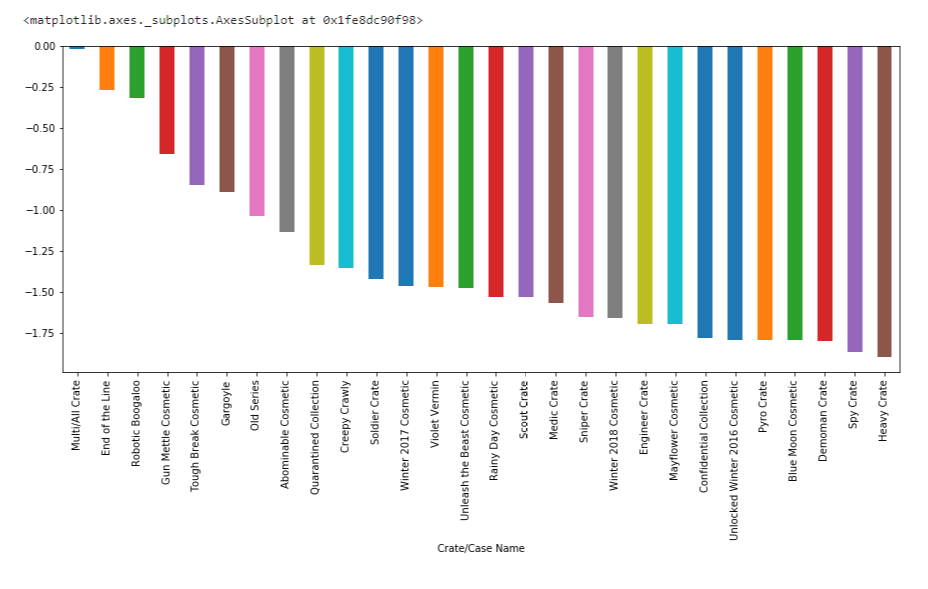 <matplotlib.axes._subplots.AxesSubplot at 0x1fe8dc90f98>
0.00
−0.25
−0.50
−0.75
−1.00
−1.25
−1.50
−1.75
Multi/All Crate
End of the Line
Robotic Boogaloo
Gun Mettle Cosmetic
Tough Break Cosmetic
Gargoyle
Old Series
Abominable Cosmetic
Quarantined Collection
Creepy Crawly
Soldier Crate
Winter 2017 Cosmetic
Violet Vermin
Unleash the Beast Cosmetic
Rainy Day Cosmetic
Scout Crate
Medic Crate
Sniper Crate
Winter 2018 Cosmetic
Engineer Crate
Mayflower Cosmetic
Confidential Collection
Unlocked Winter 2016 Cosmetic
Pyro Crate
Blue Moon Cosmetic
Demoman Crate
Spy Crate
Heavy Crate
Crate/Case Name